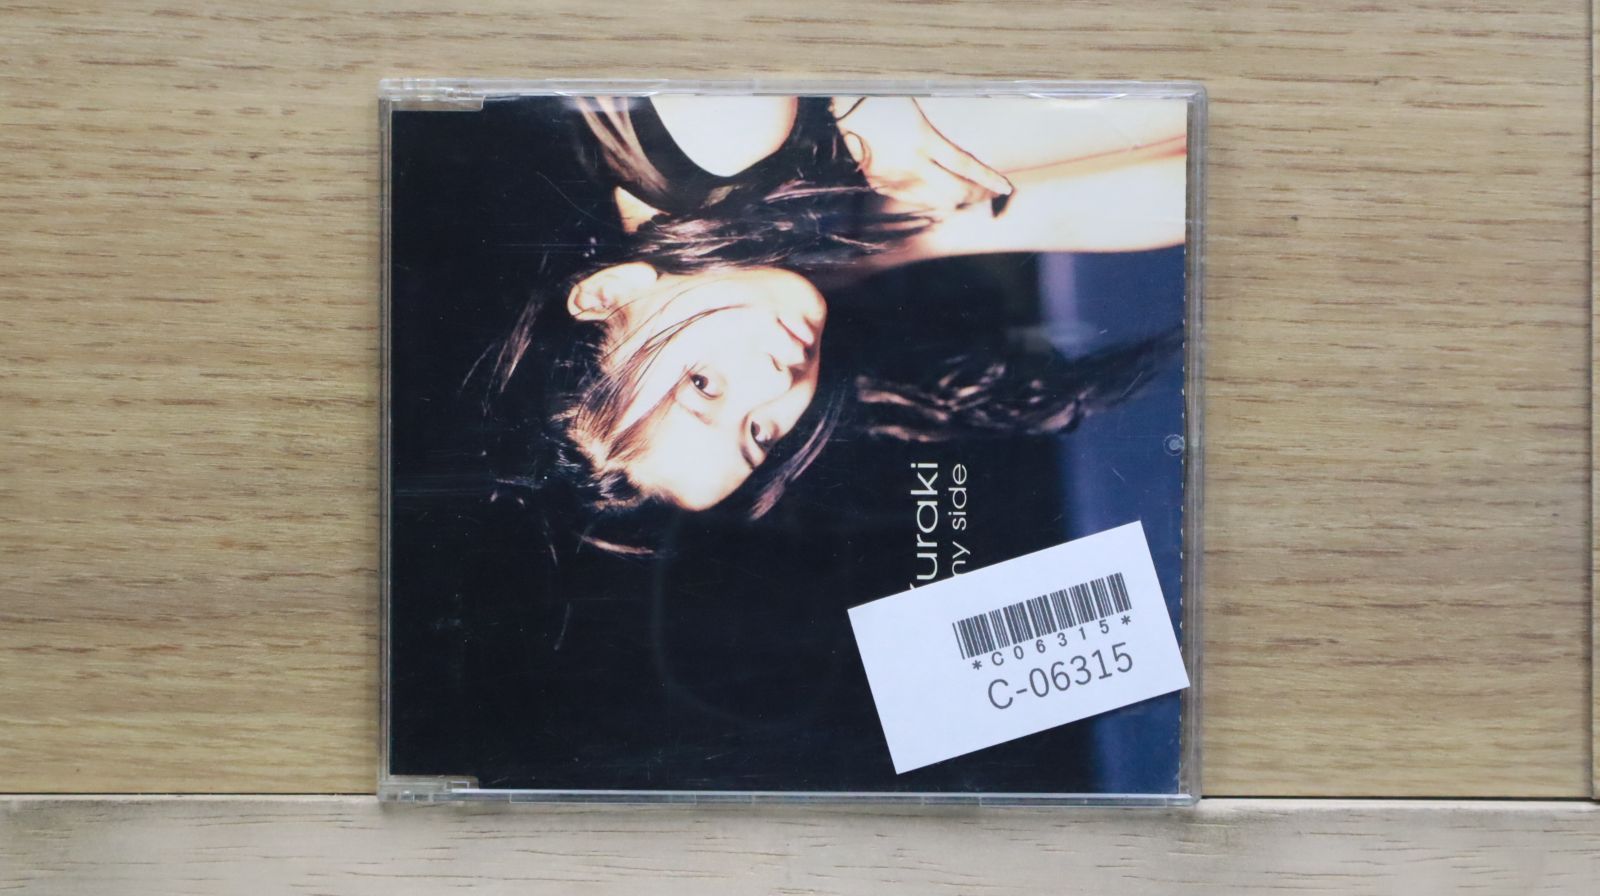 uraki
ny side
*C06315*
C-06315